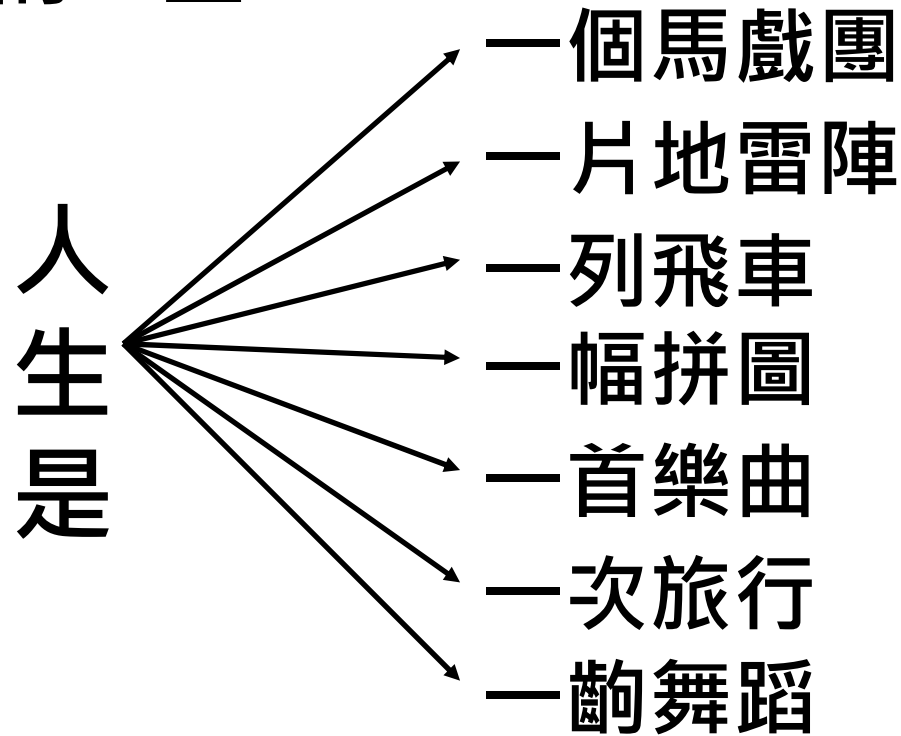 人生是
一個馬戲團
一片地雷陣
一列飛車
一幅拼圖
一首樂曲
一次旅行
一齣舞蹈